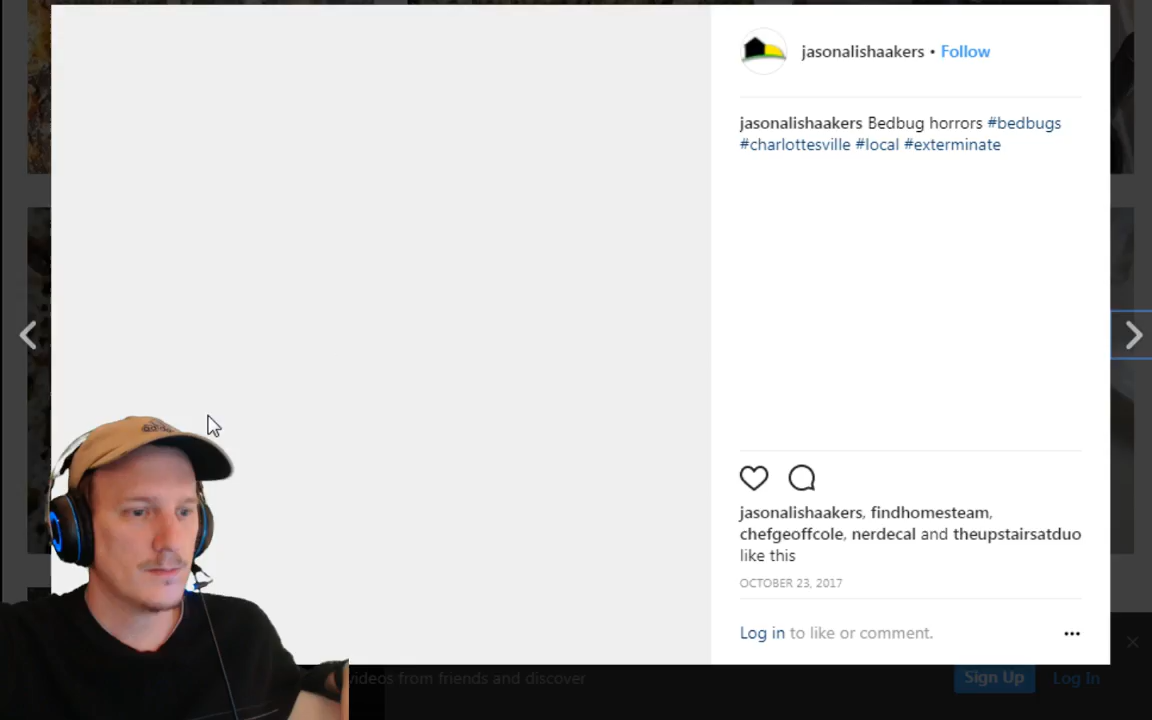 jasonalishaakers • Follow
jasonalishaakers Bedbug horrors #bedbugs
#charlottesville #local #exterminate
jasonalishaakers, findhomesteam,
chefgeoffcole, nerdecal and theupstairsatduo
like this
OCTOBER 23, 2017
Log in to like or comment.
videos from friends and discover
Sign Up
Log In